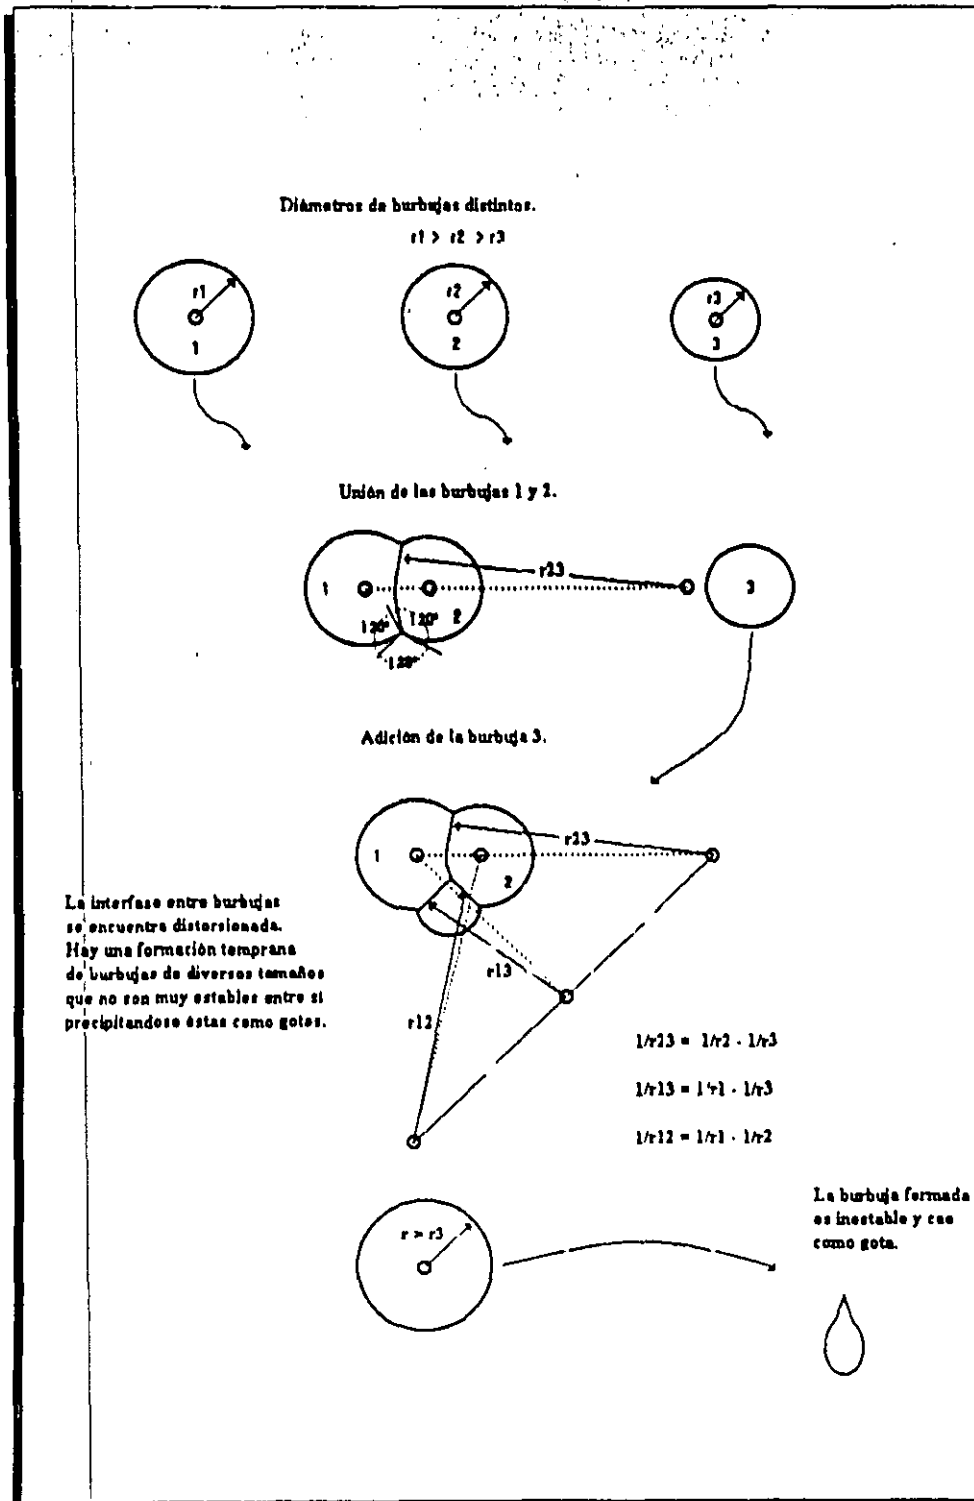 Diámetros de burbujas distintos.
r1 > r2 > r3
r1
1
r2
2
r3
3
Unión de las burbujas 1 y 2.
1
2
r23
3
120°
120°
120°
Adición de la burbuja 3.
1
2
r23
r13
r12
La interfase entre burbujas
se encuentra distorsionada.
Hay una formación temprana
de burbujas de diversos tamaños
que no son muy estables entre si
precipitandose éstas como gotas.
1/r23 = 1/r2 - 1/r3
1/r13 = 1/r1 - 1/r3
1/r12 = 1/r1 - 1/r2
r > r3
La burbuja formada
es inestable y cae
como gota.